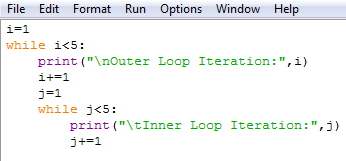 File Edit Format Run Options Window Help
i=1
while i<5:
    print("\nOuter Loop Iteration:",i)
    i+=1
    j=1
    while j<5:
        print("\tInner Loop Iteration:",j)
        j+=1